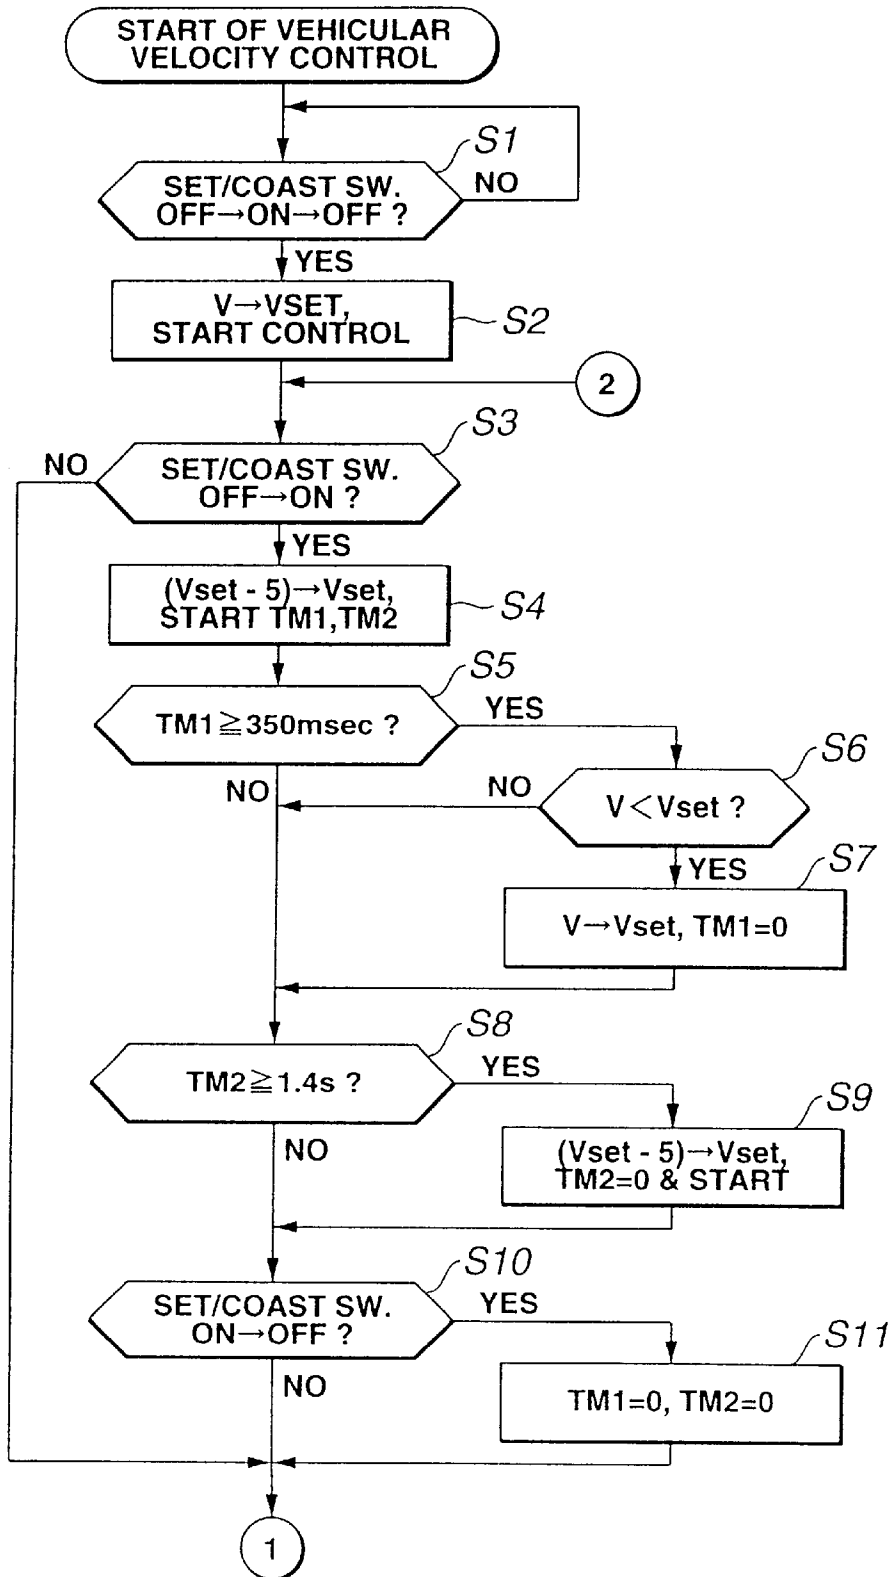 START OF VEHICULAR
VELOCITY CONTROL
S1
SET/COAST SW.
OFF→ON→OFF ?
NO
YES
V→VSET,
START CONTROL
S2
2
S3
NO
SET/COAST SW.
OFF→ON ?
YES
(Vset - 5)→Vset,
START TM1,TM2
S4
S5
TM1≧350msec ?
YES
NO
S6
NO
V<Vset ?
YES
S7
V→Vset, TM1=0
S8
TM2≧1.4s ?
YES
NO
S9
(Vset - 5)→Vset,
TM2=0 & START
S10
SET/COAST SW.
ON→OFF ?
YES
NO
S11
TM1=0, TM2=0
1